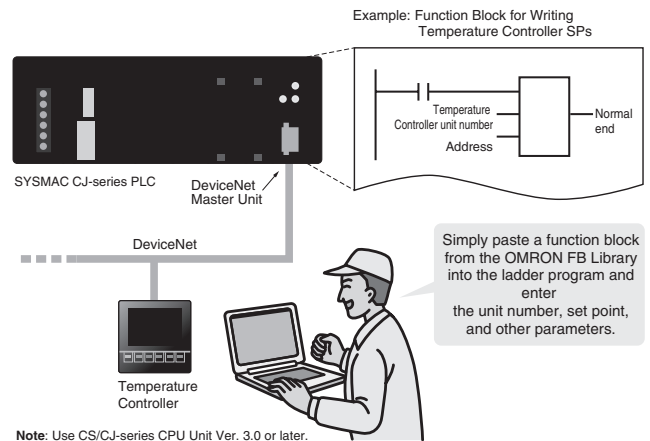 Example: Function Block for Writing
Temperature Controller SPs
Temperature
Controller unit number
Address
Normal
end
SYSMAC CJ-series PLC
DeviceNet
Master Unit
DeviceNet
Simply paste a function block
from the OMRON FB Library
into the ladder program and
enter
the unit number, set point,
and other parameters.
Temperature
Controller
Note: Use CS/CJ-series CPU Unit Ver. 3.0 or later.